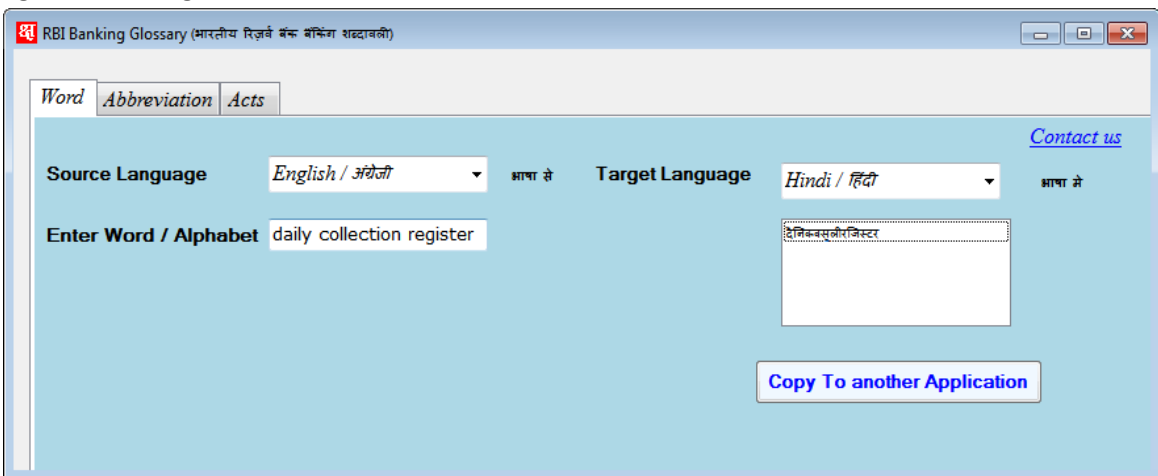 क्ष RBI Banking Glossary (भारतीय रिज़र्व बैंक बैंकिंग शब्दावली)
Word Abbreviation Acts
Contact us
Source Language English / अंग्रेजी भाषा से Target Language Hindi / हिंदी भाषा मे
Enter Word / Alphabet daily collection register दैनिकवसूलीरजिस्टर
Copy To another Application